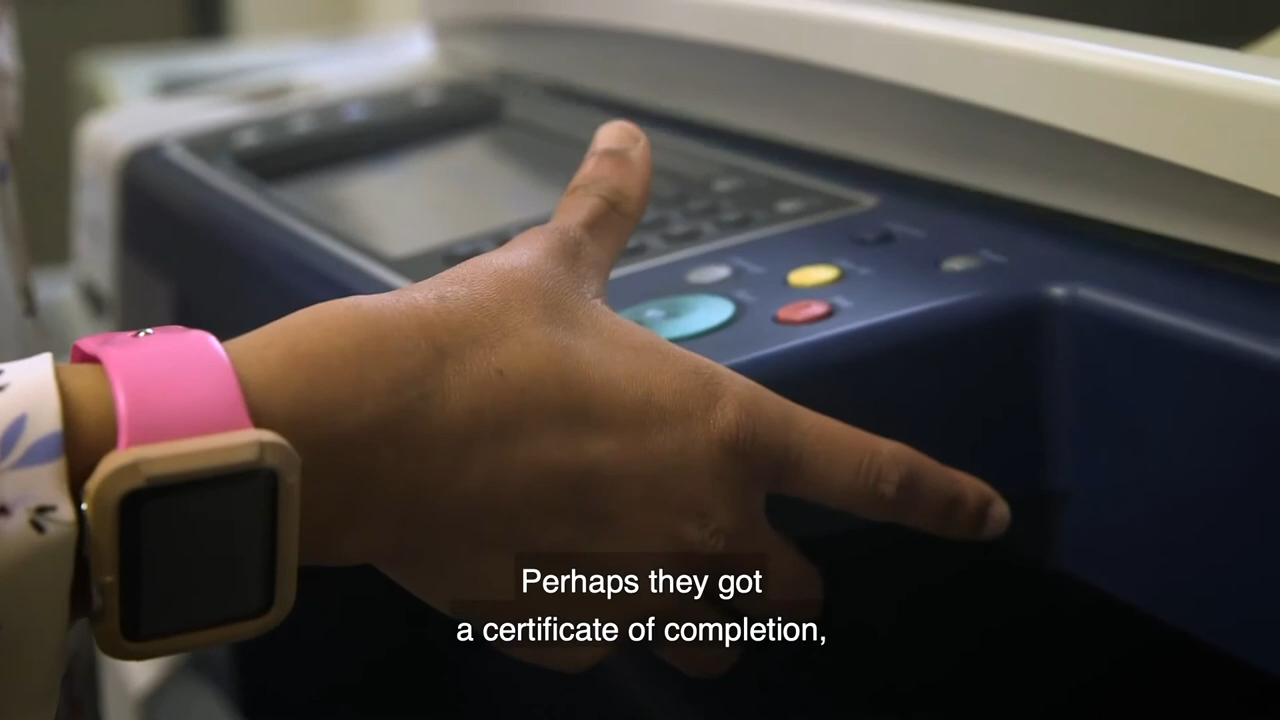 Perhaps they got
a certificate of completion,